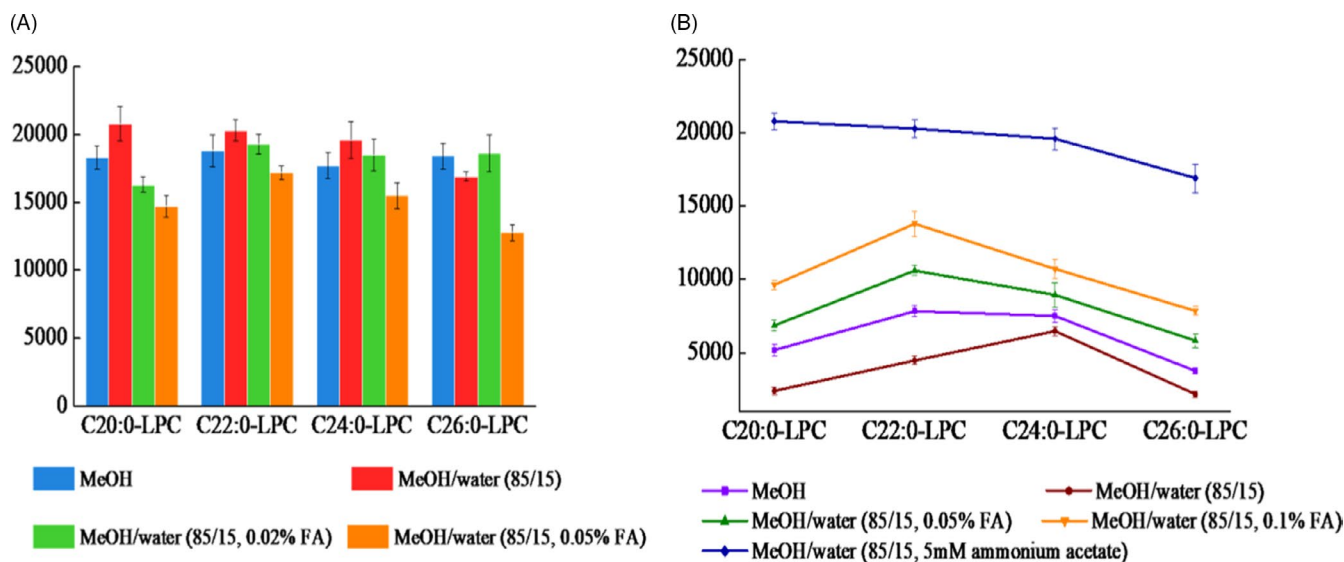 (A)
25000
20000
15000
10000
5000
0
C20:0-LPC C22:0-LPC C24:0-LPC C26:0-LPC
MeOH MeOH/water (85/15)
MeOH/water (85/15, 0.02% FA) MeOH/water (85/15, 0.05% FA)
(B)
25000
20000
15000
10000
5000
C20:0-LPC C22:0-LPC C24:0-LPC C26:0-LPC
MeOH MeOH/water (85/15)
MeOH/water (85/15, 0.05% FA) MeOH/water (85/15, 0.1% FA)
MeOH/water (85/15, 5mM ammonium acetate)